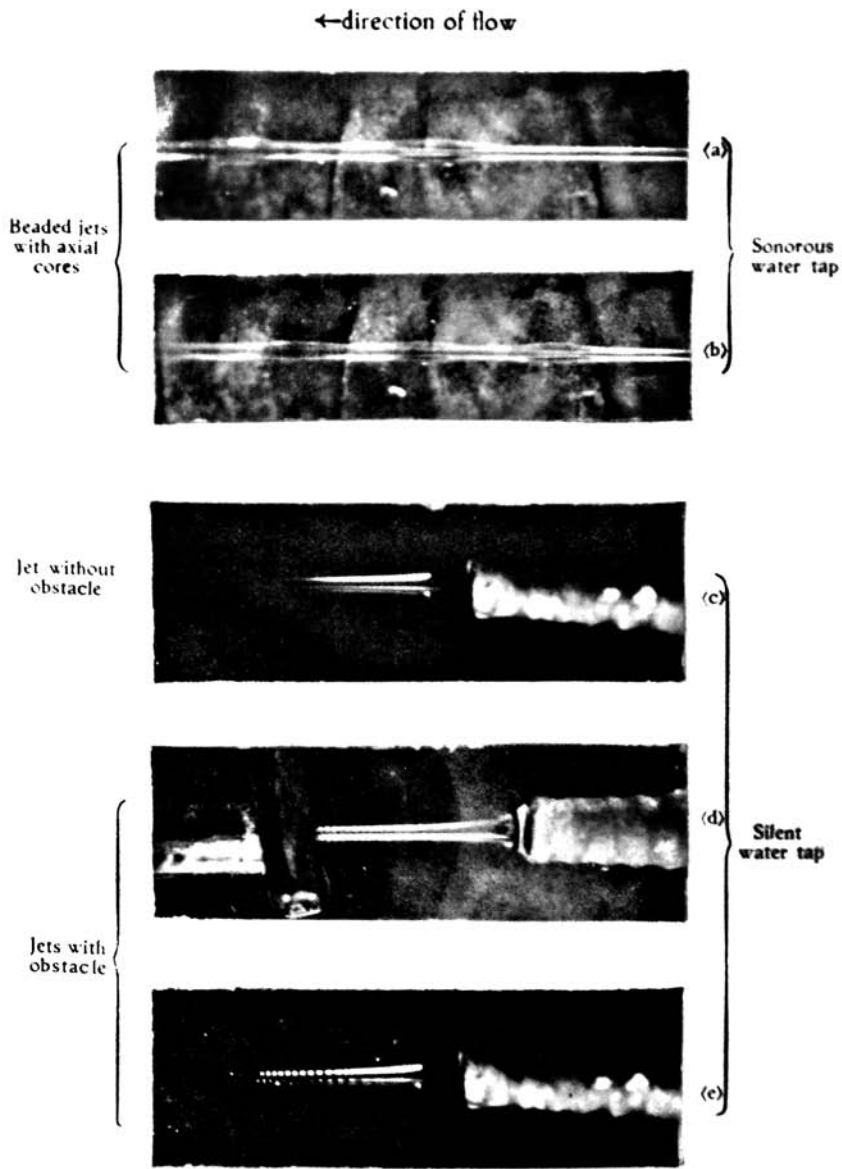 ←direction of flow
(a)
Beaded jets
with axial
cores
Sonorous
water tap
(b)
Jet without
obstacle
(c)
(d)
Silent
water tap
Jets with
obstacle
(e)